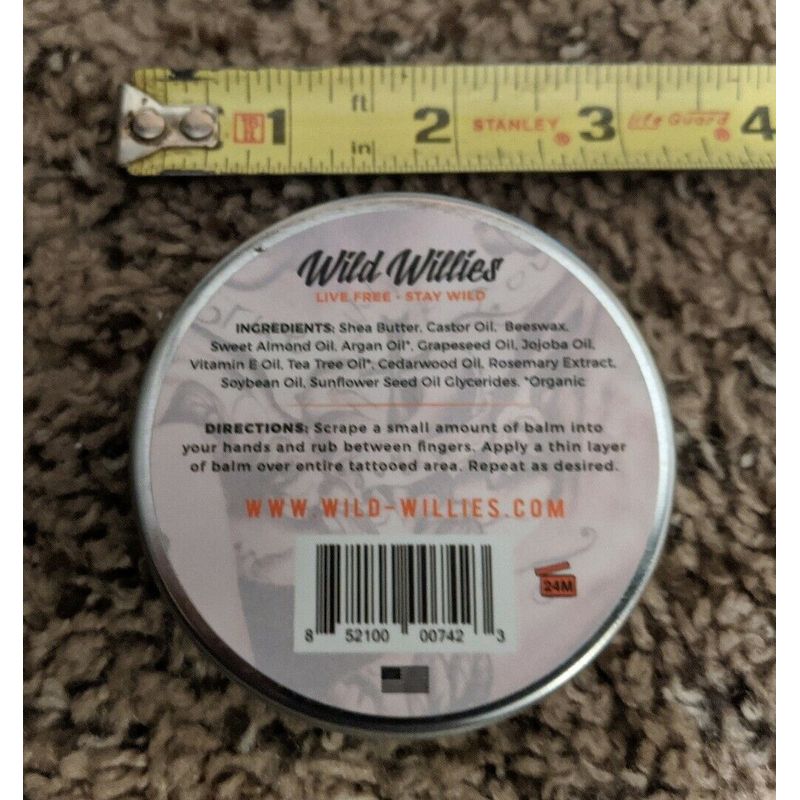 1 ft in 2 STANLEY ® 3 Life Guard 4
Wild Willies
LIVE FREE • STAY WILD
INGREDIENTS: Shea Butter, Castor Oil, Beeswax,
Sweet Almond Oil, Argan Oil*, Grapeseed Oil, Jojoba Oil,
Vitamin E Oil, Tea Tree Oil*, Cedarwood Oil, Rosemary Extract,
Soybean Oil, Sunflower Seed Oil Glycerides, *Organic
DIRECTIONS: Scrape a small amount of balm into
your hands and rub between fingers. Apply a thin layer
of balm over entire tattooed area. Repeat as desired.
WWW.WILD-WILLIES.COM
24M
8 52100 00742 3